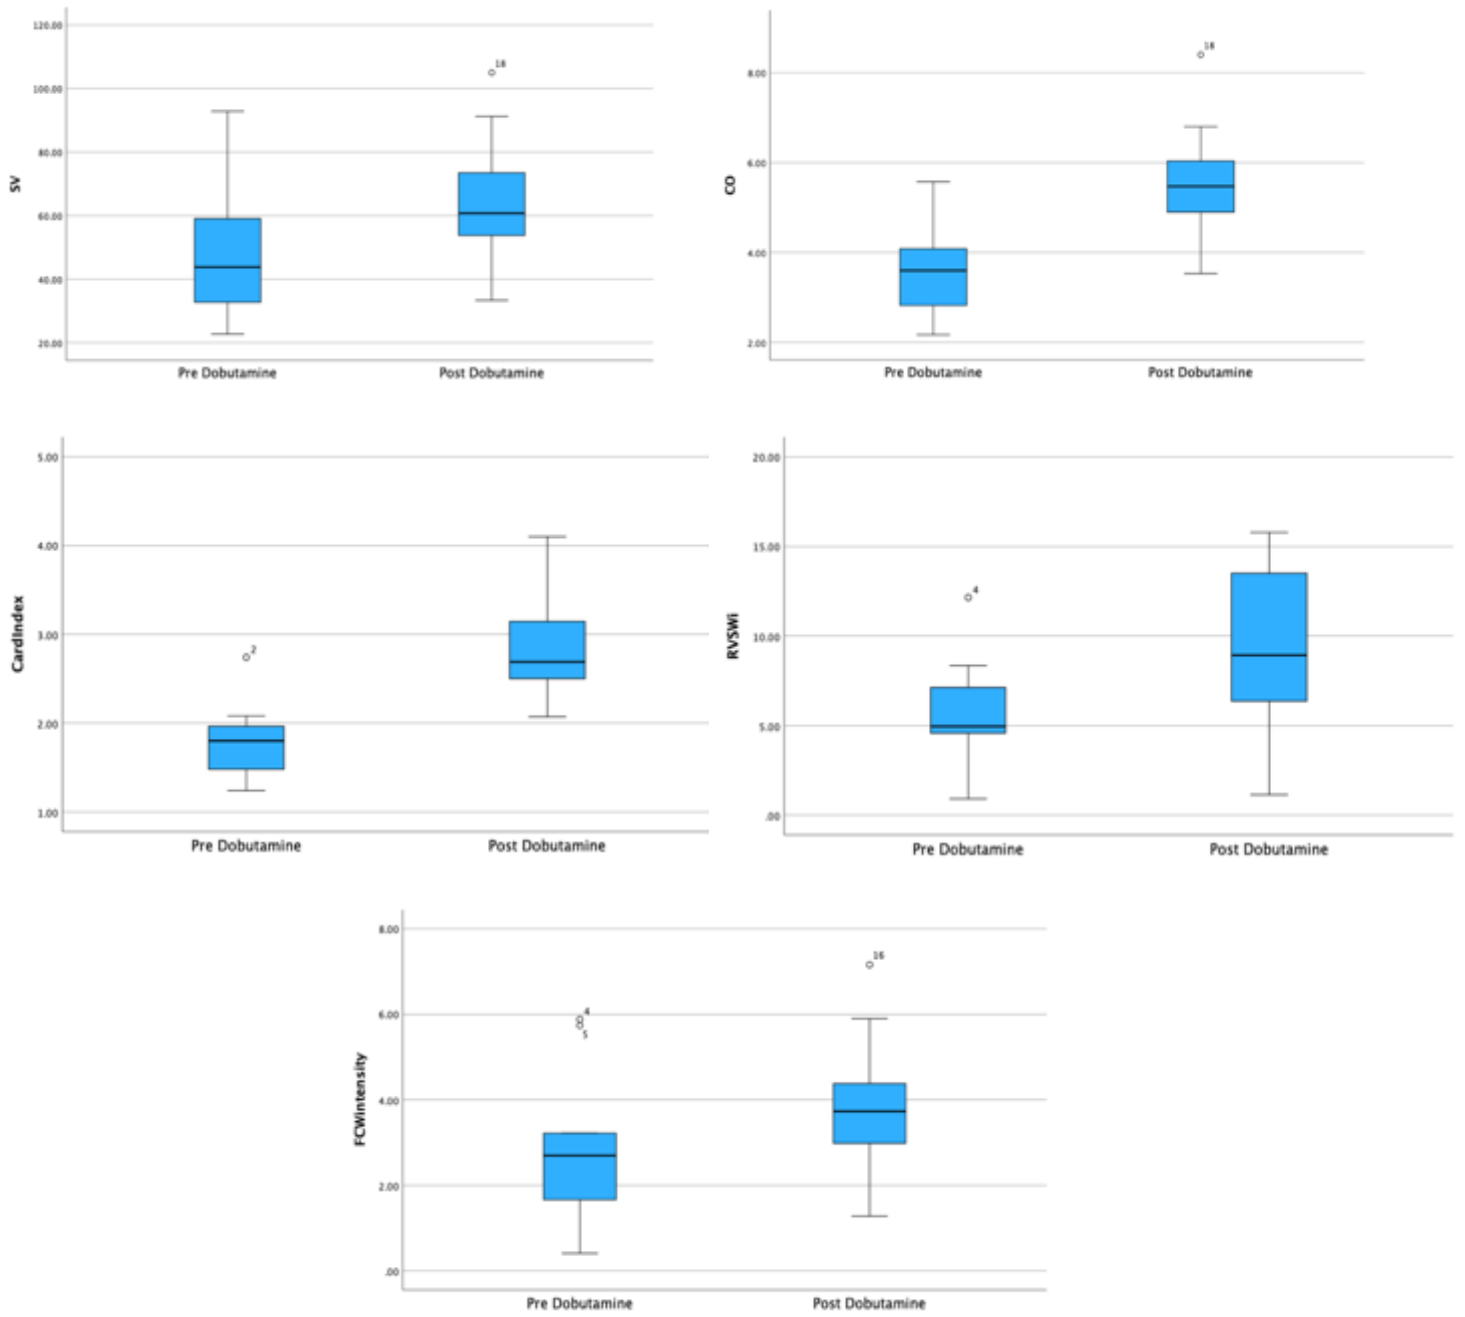 120.00
100.00
80.00
60.00
40.00
20.00
SV
18
Pre Dobutamine
Post Dobutamine
8.00
6.00
4.00
2.00
CO
18
Pre Dobutamine
Post Dobutamine
5.00
4.00
3.00
2.00
1.00
CardIndex
2
Pre Dobutamine
Post Dobutamine
20.00
15.00
10.00
5.00
.00
RVSWi
4
Pre Dobutamine
Post Dobutamine
8.00
6.00
4.00
2.00
.00
FCWintensity
4
5
16
Pre Dobutamine
Post Dobutamine